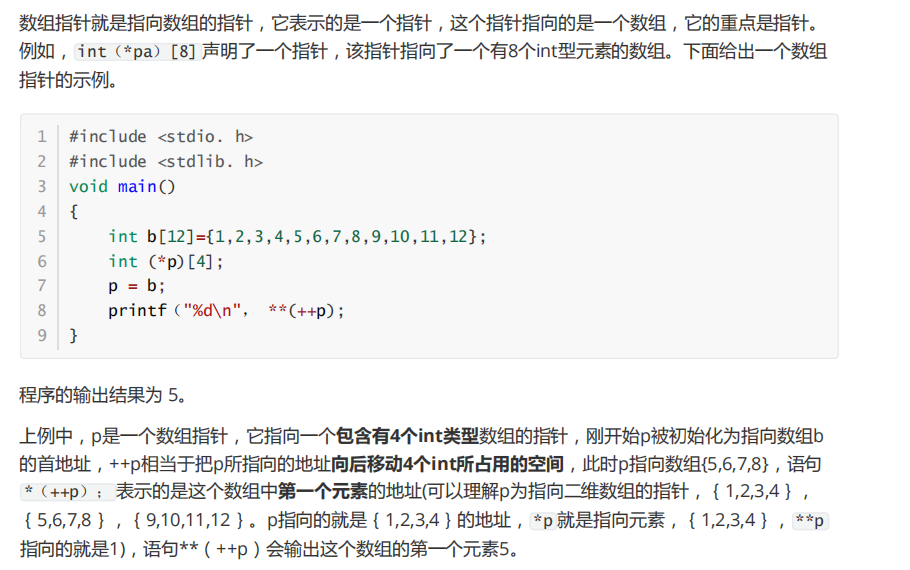 数组指针就是指向数组的指针，它表示的是一个指针，这个指针指向的是一个数组，它的重点是指针。
例如，int（*pa）[8]声明了一个指针，该指针指向了一个有8个int型元素的数组。下面给出一个数组
指针的示例。
1 #include <stdio. h>
2 #include <stdlib. h>
3 void main()
4 {
5     int b[12]={1,2,3,4,5,6,7,8,9,10,11,12};
6     int (*p)[4];
7     p = b;
8     printf（"%d\n"， **(++p);
9 }
程序的输出结果为 5。
上例中，p是一个数组指针，它指向一个包含有4个int类型数组的指针，刚开始p被初始化为指向数组b
的首地址，++p相当于把p所指向的地址向后移动4个int所占用的空间，此时p指向数组{5,6,7,8}，语句
*（++p）；表示的是这个数组中第一个元素的地址(可以理解p为指向二维数组的指针，｛1,2,3,4｝，
｛5,6,7,8｝，｛9,10,11,12｝。p指向的就是｛1,2,3,4｝的地址，*p就是指向元素，｛1,2,3,4｝，**p
指向的就是1)，语句**（++p）会输出这个数组的第一个元素5。